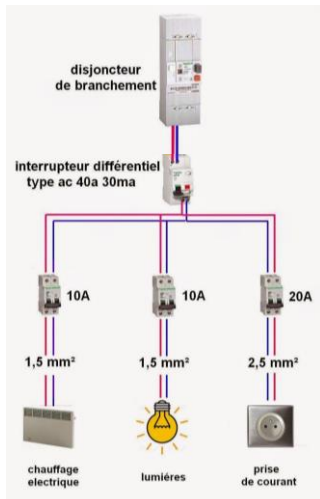 disjoncteur
de branchement
interrupteur différentiel
type ac 40a 30ma
10A
10A
20A
1,5 mm²
1,5 mm²
2,5 mm²
chauffage
electrique
lumiéres
prise
de courant